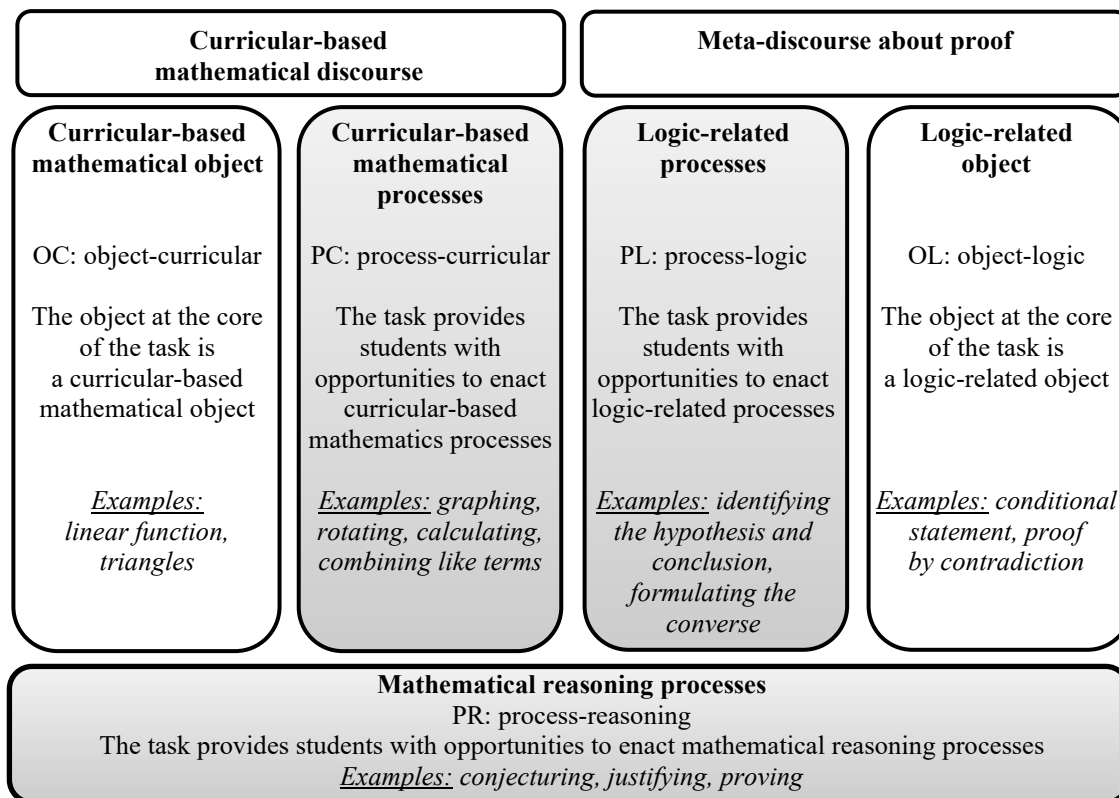 Curricular-based
mathematical discourse
Meta-discourse about proof
Curricular-based
mathematical object
OC: object-curricular
The object at the core
of the task is
a curricular-based
mathematical object
Examples:
linear function,
triangles
Curricular-based
mathematical
processes
PC: process-curricular
The task provides
students with
opportunities to enact
curricular-based
mathematics processes
Examples: graphing,
rotating, calculating,
combining like terms
Logic-related
processes
PL: process-logic
The task provides
students with
opportunities to enact
logic-related processes
Examples: identifying
the hypothesis and
conclusion,
formulating the
converse
Logic-related
object
OL: object-logic
The object at the core
of the task is
a logic-related object
Examples: conditional
statement, proof
by contradiction
Mathematical reasoning processes
PR: process-reasoning
The task provides students with opportunities to enact mathematical reasoning processes
Examples: conjecturing, justifying, proving